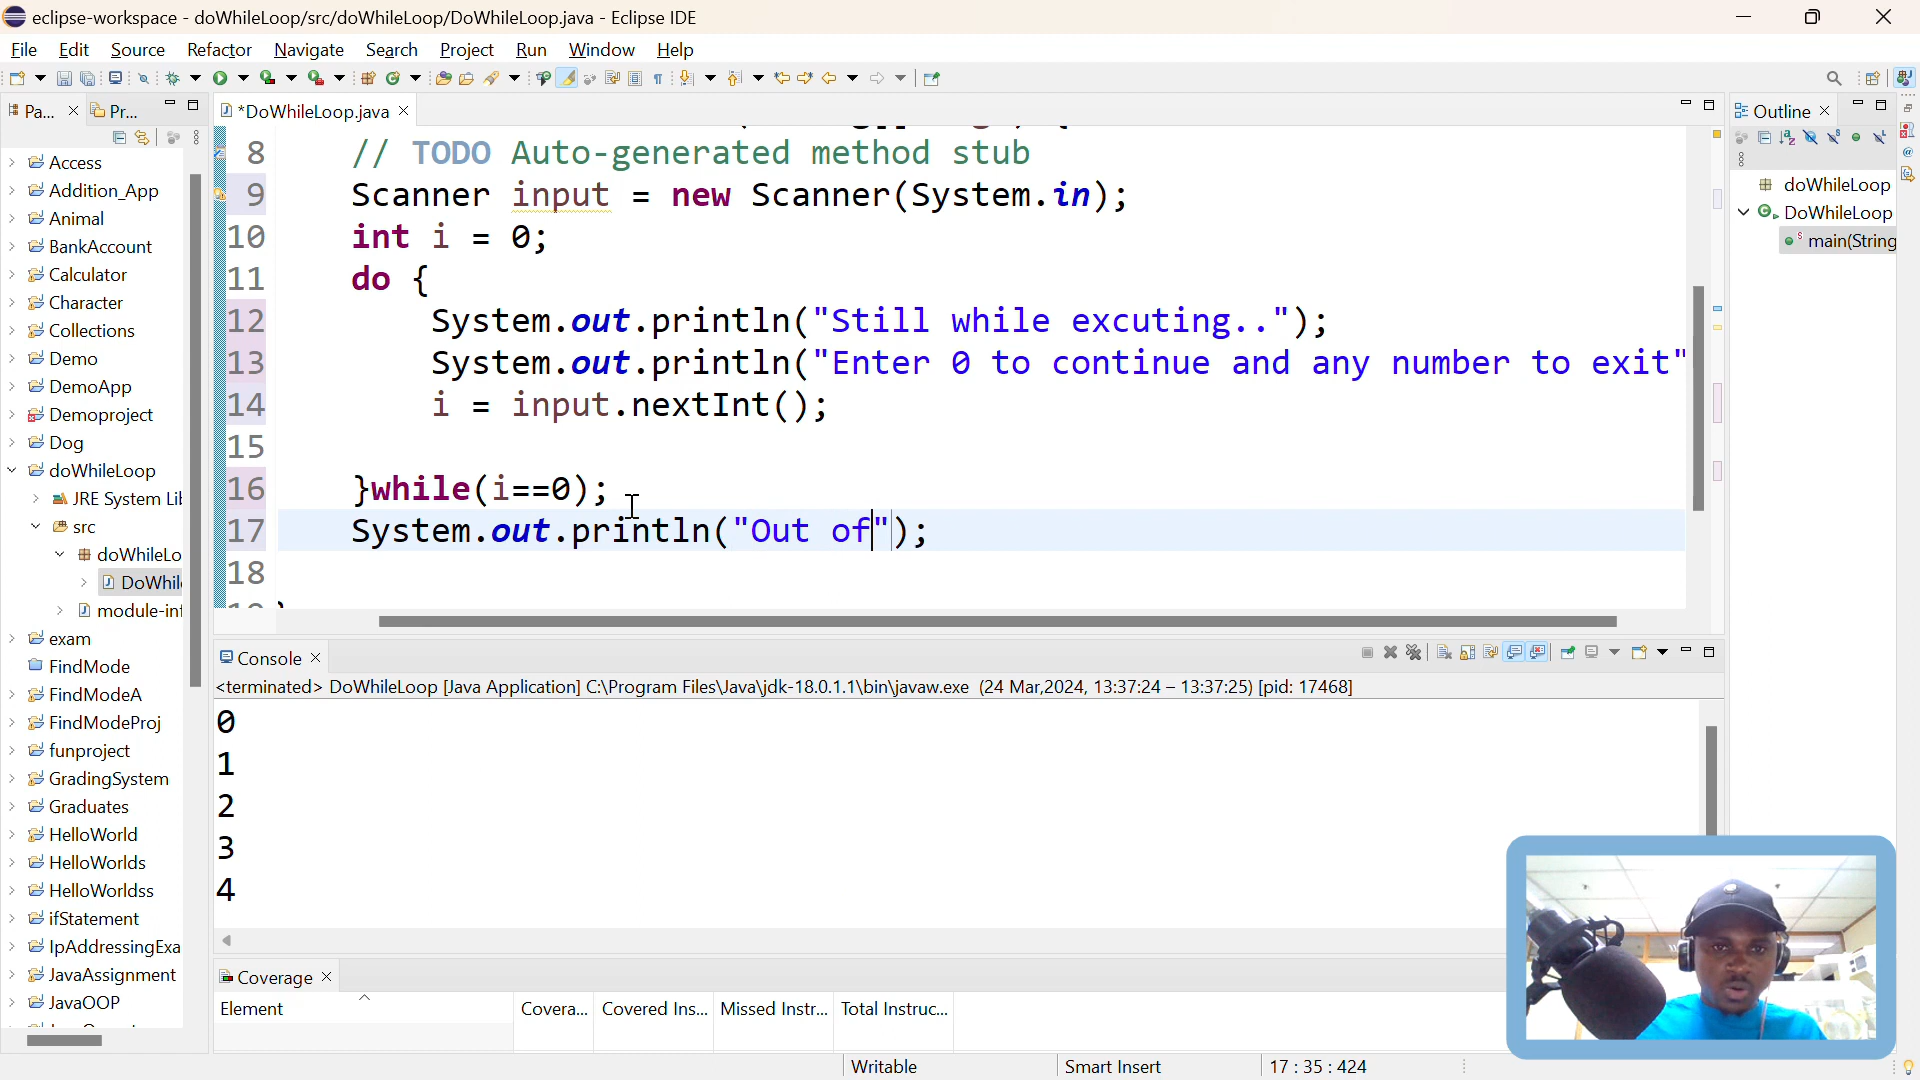 eclipse-workspace - doWhileLoop/src/doWhileLoop/DoWhileLoop.java - Eclipse IDE
File Edit Source Refactor Navigate Search Project Run Window Help
Pa... Pr...
Access
Addition_App
Animal
BankAccount
Calculator
Character
Collections
Demo
DemoApp
Demoproject
Dog
doWhileLoop
JRE System Lib
src
doWhileLo
DoWhile
module-inf
exam
FindMode
FindModeA
FindModeProj
funproject
GradingSystem
Graduates
HelloWorld
HelloWorlds
HelloWorldss
ifStatement
IpAddressingExa
JavaAssignment
JavaOOP
*DoWhileLoop.java
8 // TODO Auto-generated method stub
9 Scanner input = new Scanner(System.in);
10 int i = 0;
11 do {
12 System.out.println("Still while excuting..");
13 System.out.println("Enter 0 to continue and any number to exit"
14 i = input.nextInt();
15
16 }while(i==0);
17 System.out.println("Out of");
18
Outline
doWhileLoop
DoWhileLoop
main(String
Console
<terminated> DoWhileLoop [Java Application] C:\Program Files\Java\jdk-18.0.1.1\bin\javaw.exe (24 Mar,2024, 13:37:24 – 13:37:25) [pid: 17468]
0
1
2
3
4
Coverage
Element Covera... Covered Ins... Missed Instr... Total Instruc...
Writable Smart Insert 17 : 35 : 424